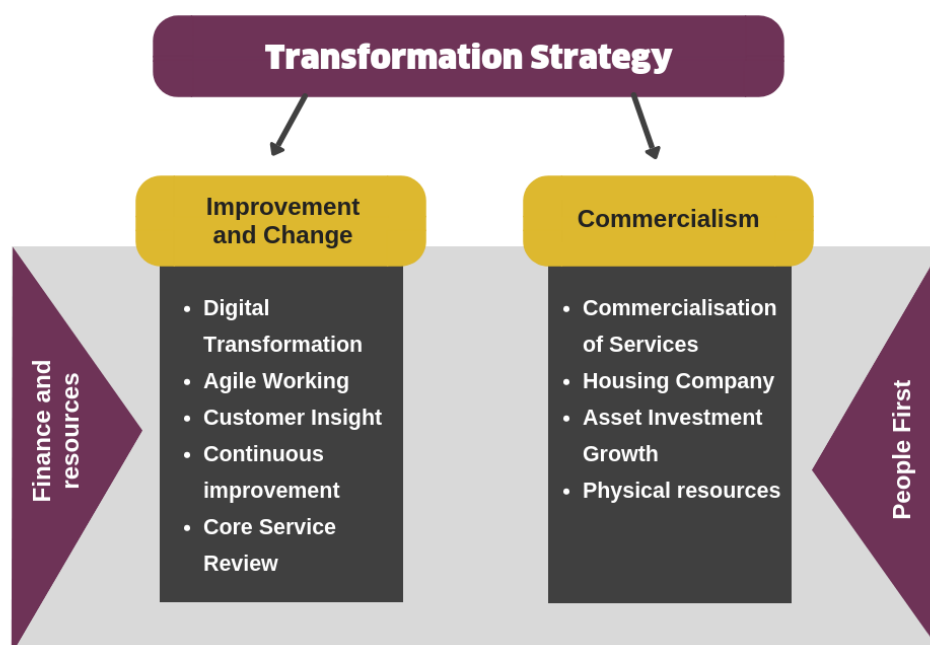 Transformation Strategy
Improvement
and Change
Commercialism
Finance and
resources
• Digital
Transformation
• Agile Working
• Customer Insight
• Continuous
improvement
• Core Service
Review
• Commercialisation
of Services
• Housing Company
• Asset Investment
Growth
• Physical resources
People First